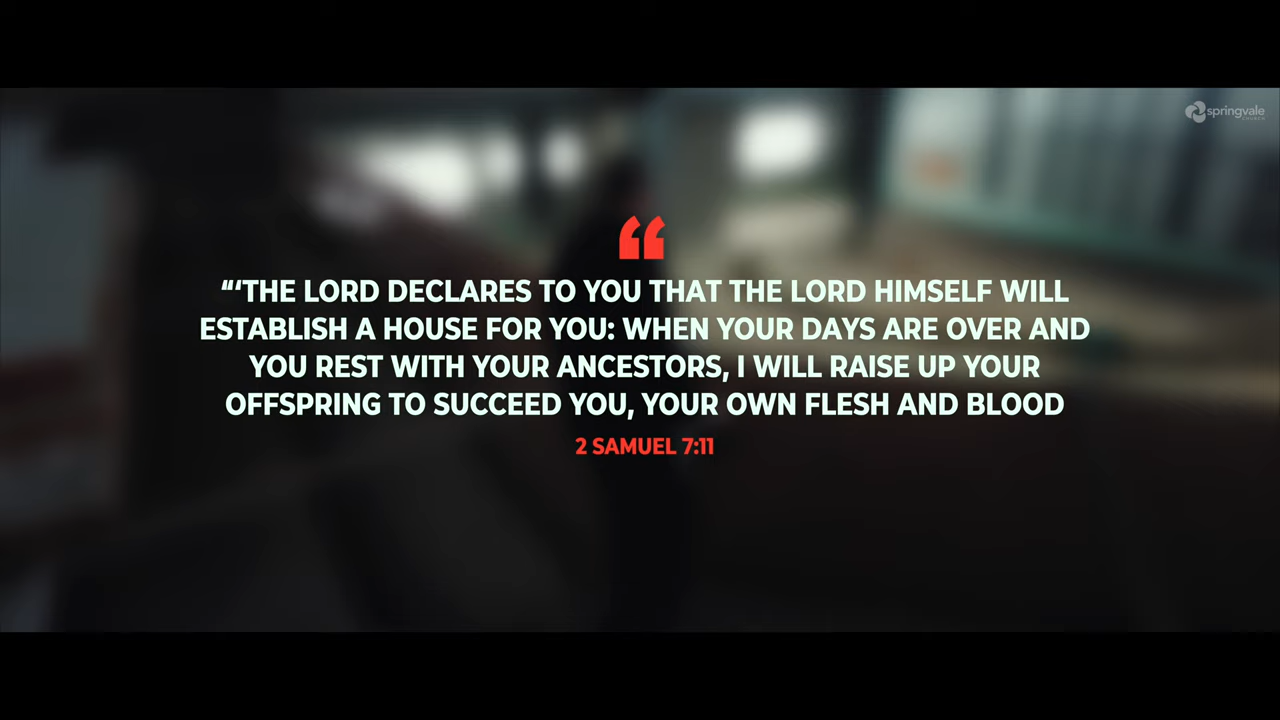 springvale
CHURCH
“‘THE LORD DECLARES TO YOU THAT THE LORD HIMSELF WILL
ESTABLISH A HOUSE FOR YOU: WHEN YOUR DAYS ARE OVER AND
YOU REST WITH YOUR ANCESTORS, I WILL RAISE UP YOUR
OFFSPRING TO SUCCEED YOU, YOUR OWN FLESH AND BLOOD
2 SAMUEL 7:11